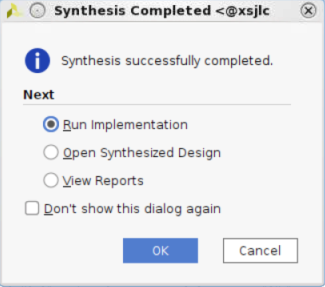 Synthesis Completed <@xsjlc
Synthesis successfully completed.
Next
Run Implementation
Open Synthesized Design
View Reports
Don't show this dialog again
OK
Cancel